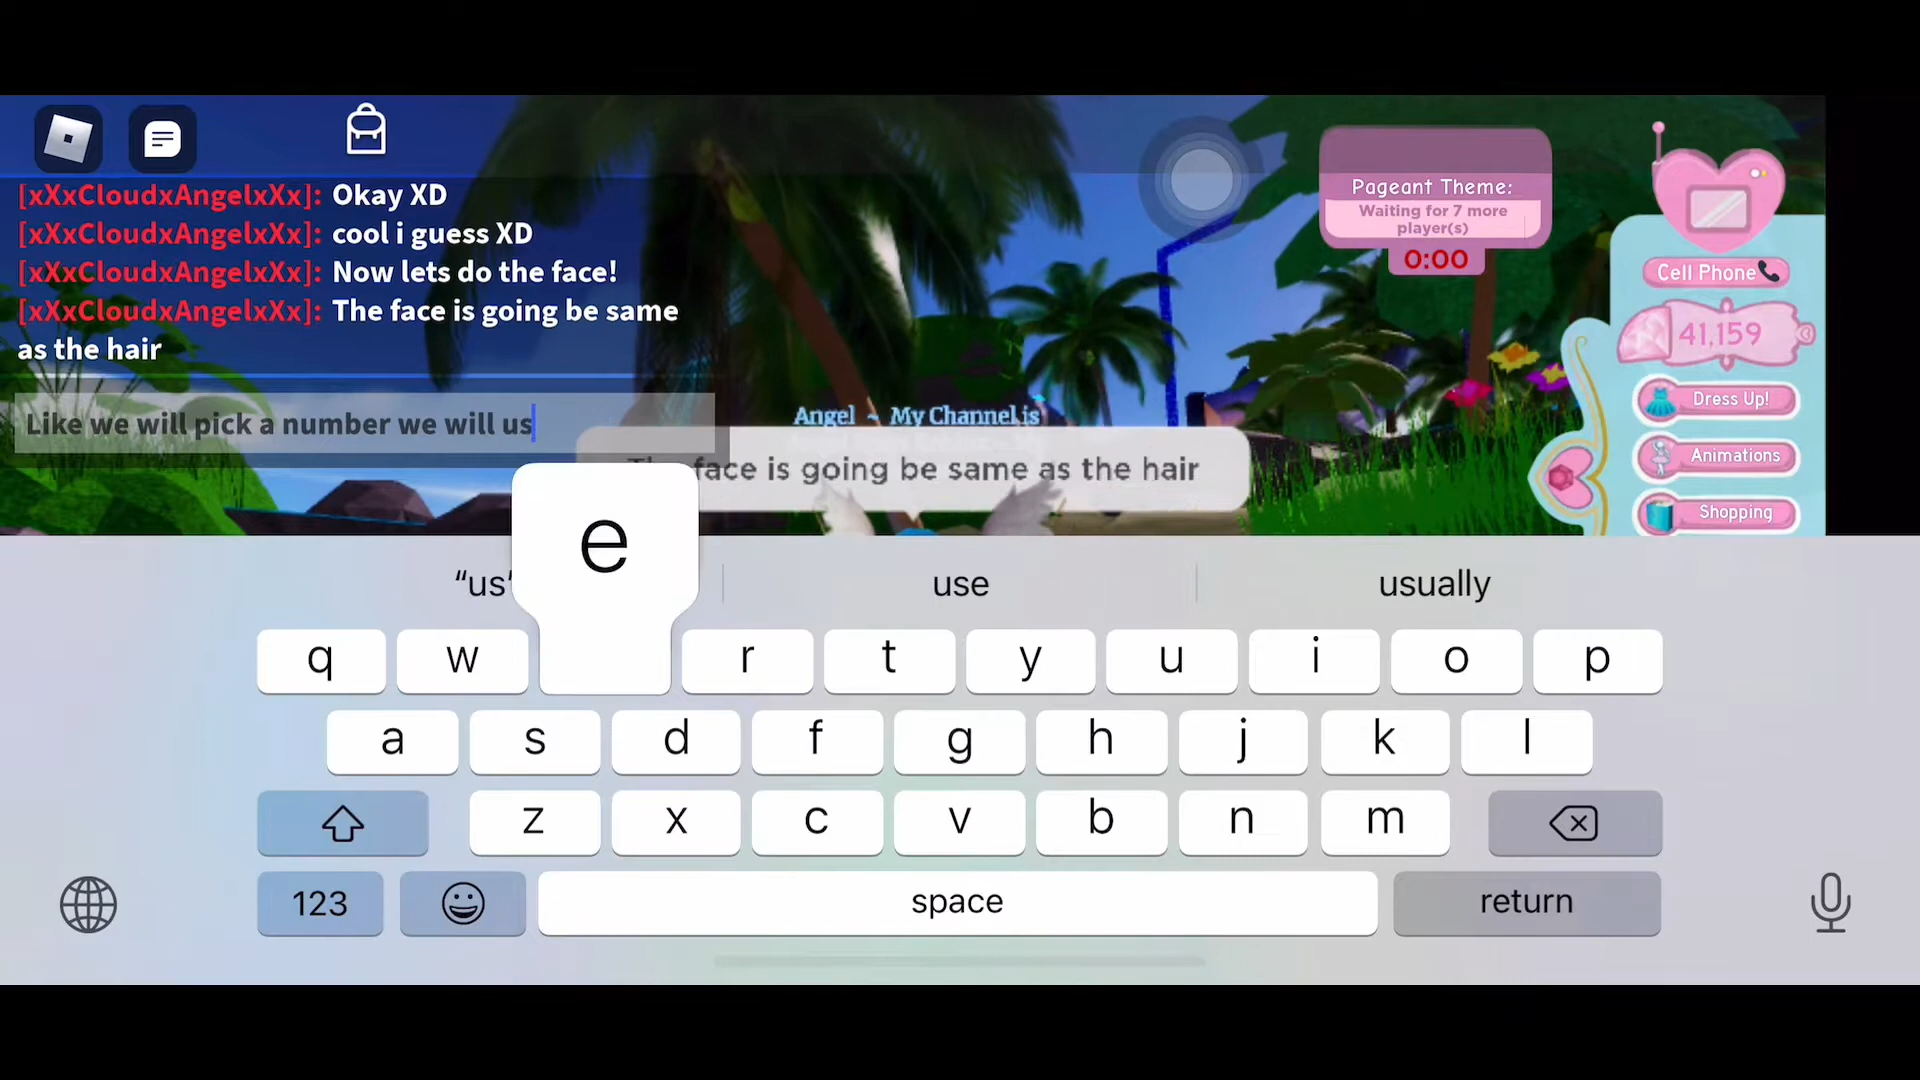 [xXxCloudxAngelxXx]: Okay XD
[xXxCloudxAngelxXx]: cool i guess XD
[xXxCloudxAngelxXx]: Now lets do the face!
[xXxCloudxAngelxXx]: The face is going be same
as the hair
Like we will pick a number we will us
Pageant Theme:
Waiting for 7 more
player(s)
0:00
Cell Phone
41,159
Dress Up!
Animations
Shopping
Angel ~ My Channel is
The face is going be same as the hair
e
“us”
use
usually
q w r t y u i o p
a s d f g h j k l
z x c v b n m
123
space
return